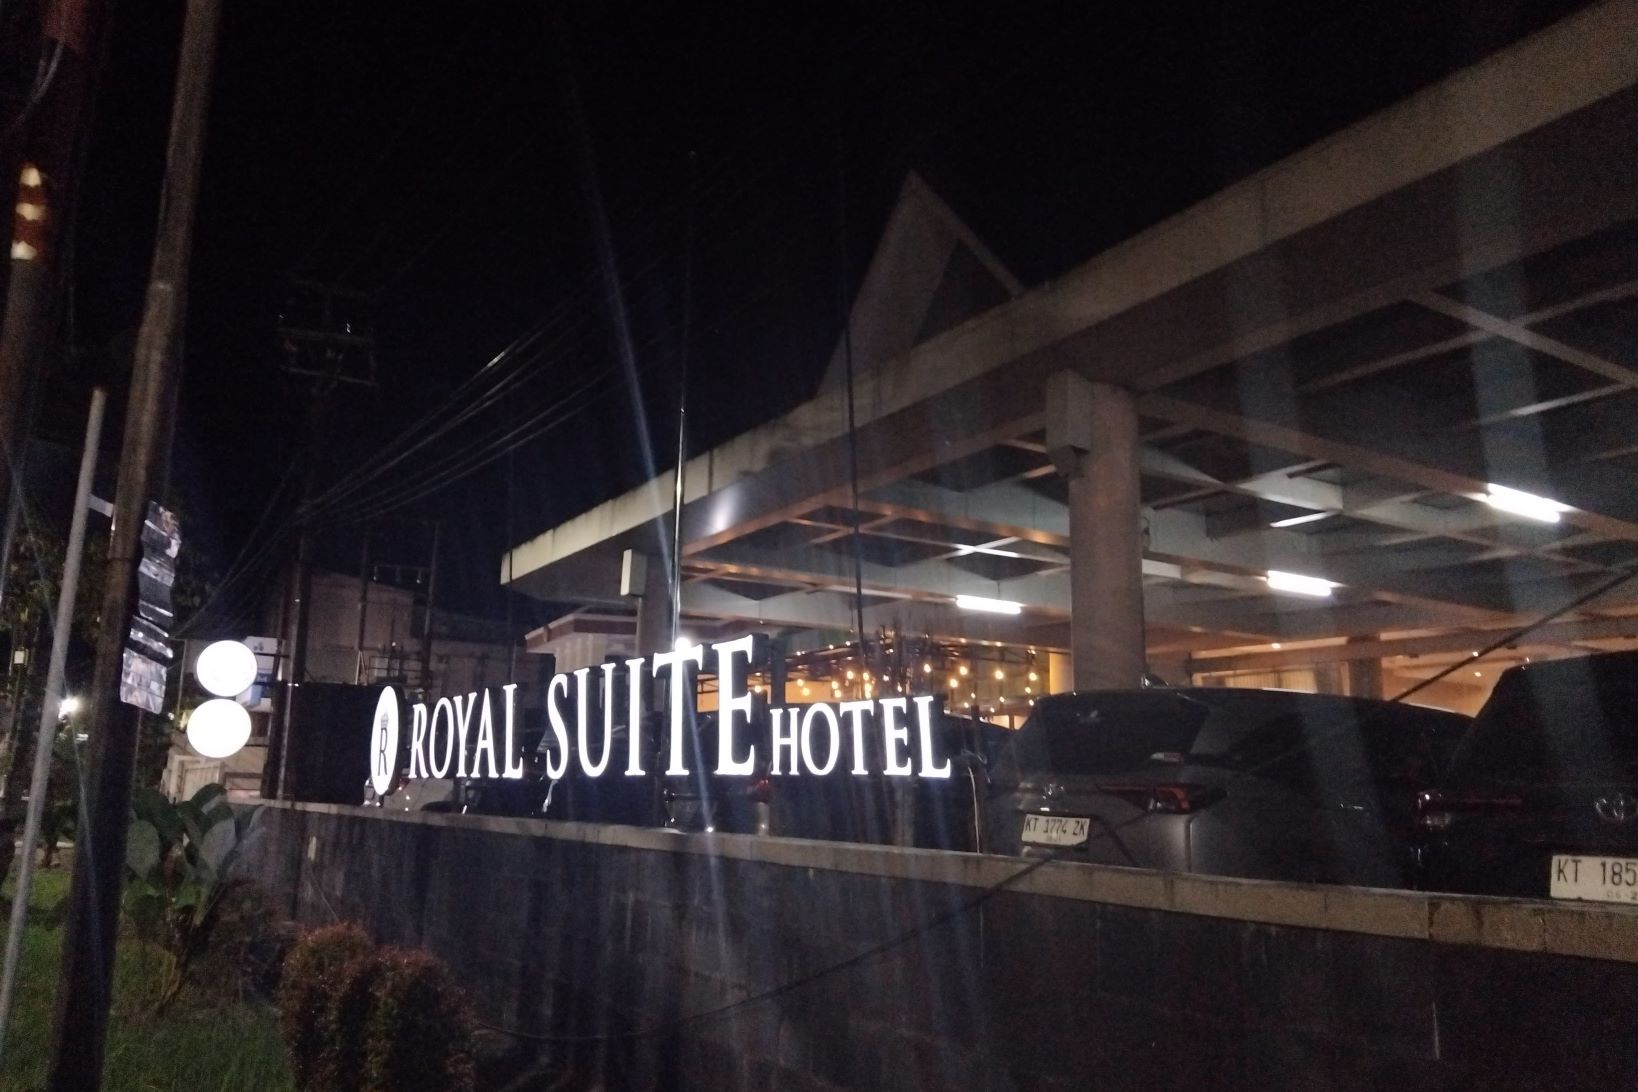 R ROYAL SUITE HOTEL
KT 1774 ZK
KT 185